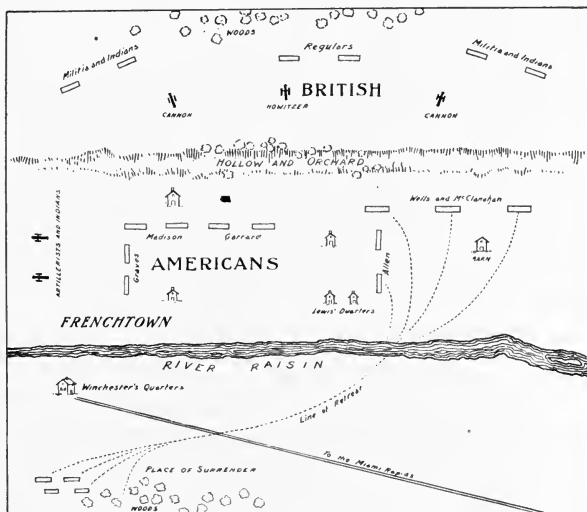 WOODS
Militia and Indians
Regulars
Militia and Indians
BRITISH
CANNON
HOWITZER
CANNON
HOLLOW AND ORCHARD
ARTILLERISTS AND INDIANS
Wells and McClanahan
Madison
Garrard
Graves
Allen
BARN
AMERICANS
Lewis' Quarters
FRENCHTOWN
RIVER RAISIN
Winchester's Quarters
Line of Retreat
To the Miami Rapids
PLACE OF SURRENDER
WOODS